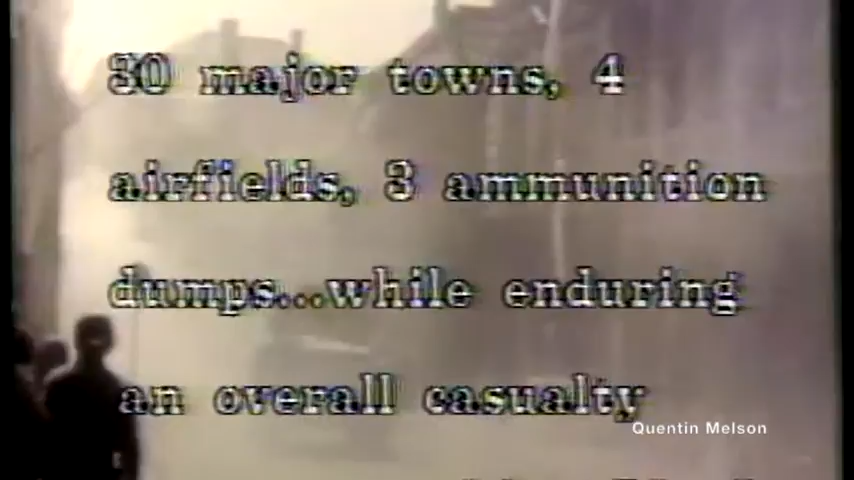 30 major towns, 4
airfields, 3 ammunition
dumps...while enduring
an overall casualty
Quentin Melson